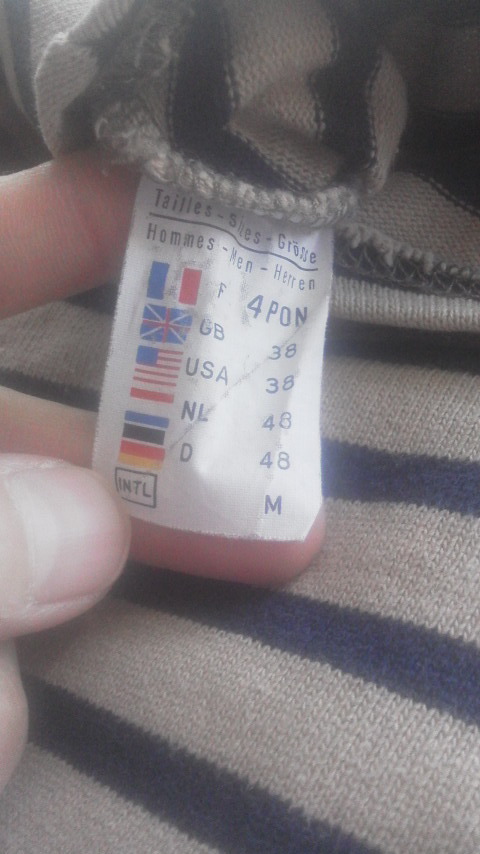 Tailles - Sizes - Größe
Hommes - Men - Herren
F 4PON
GB 38
USA 38
NL 48
D 48
INTL M